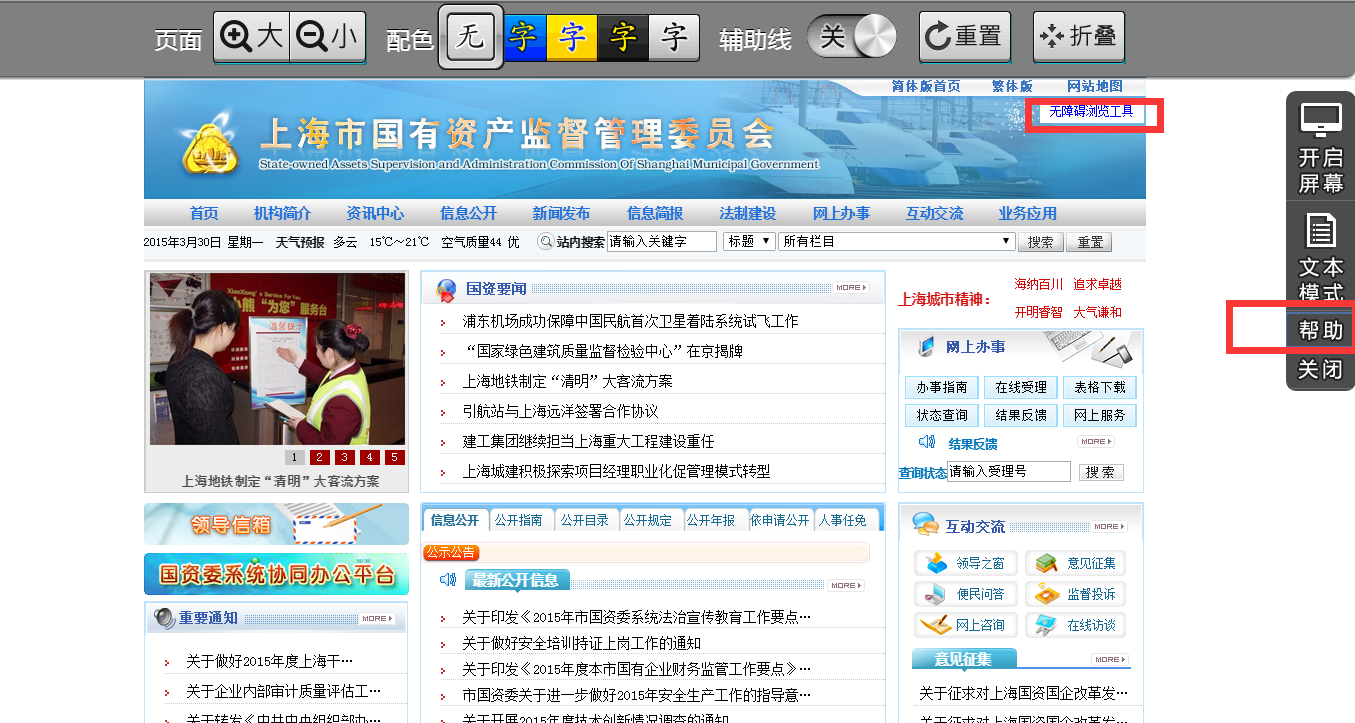 页面 大 小 配色 无 字 字 字 字 辅助线 关 重置 折叠
简体版首页 繁体版 网站地图
无障碍浏览工具
上海市国有资产监督管理委员会
State-owned Assets Supervision and Administration Commission Of Shanghai Municipal Government
首页 机构简介 资讯中心 信息公开 新闻发布 信息简报 法制建设 网上办事 互动交流 业务应用
2015年3月30日 星期一 天气预报 多云 15℃～21℃ 空气质量44 优 站内搜索 请输入关键字 标题 所有栏目 搜索 重置
开启
屏幕
文本
模式
帮助
关闭
XiaoXiong's Service For You
小熊“为您”服务台
温馨提示
1 2 3 4 5
上海地铁制定“清明”大客流方案
领导信箱
国资委系统协同办公平台
重要通知 MORE
关于做好2015年度上海干…
关于企业内部审计质量评估工…
关于转发《中共中央组织部办…
国资要闻 MORE
浦东机场成功保障中国民航首次卫星着陆系统试飞工作
“国家绿色建筑质量监督检验中心”在京揭牌
上海地铁制定“清明”大客流方案
引航站与上海远洋签署合作协议
建工集团继续担当上海重大工程建设重任
上海城建积极探索项目经理职业化促管理模式转型
信息公开 公开指南 公开目录 公开规定 公开年报 依申请公开 人事任免
公示公告
最新公开信息 MORE
关于印发《2015年市国资委系统法治宣传教育工作要点…
关于做好安全培训持证上岗工作的通知
关于印发《2015年度本市国有企业财务监管工作要点》…
市国资委关于进一步做好2015年安全生产工作的指导意…
关于开展2015年度技术创新情况调查的通知
上海城市精神： 海纳百川 追求卓越
开明睿智 大气谦和
网上办事
办事指南 在线受理 表格下载
状态查询 结果反馈 网上服务
结果反馈 MORE
查询状态 请输入受理号 搜 索
互动交流 MORE
领导之窗 意见征集
便民问答 监督投诉
网上咨询 在线访谈
意见征集 MORE
关于征求对上海国资国企改革发…
关于征求对上海国资国企改革发…